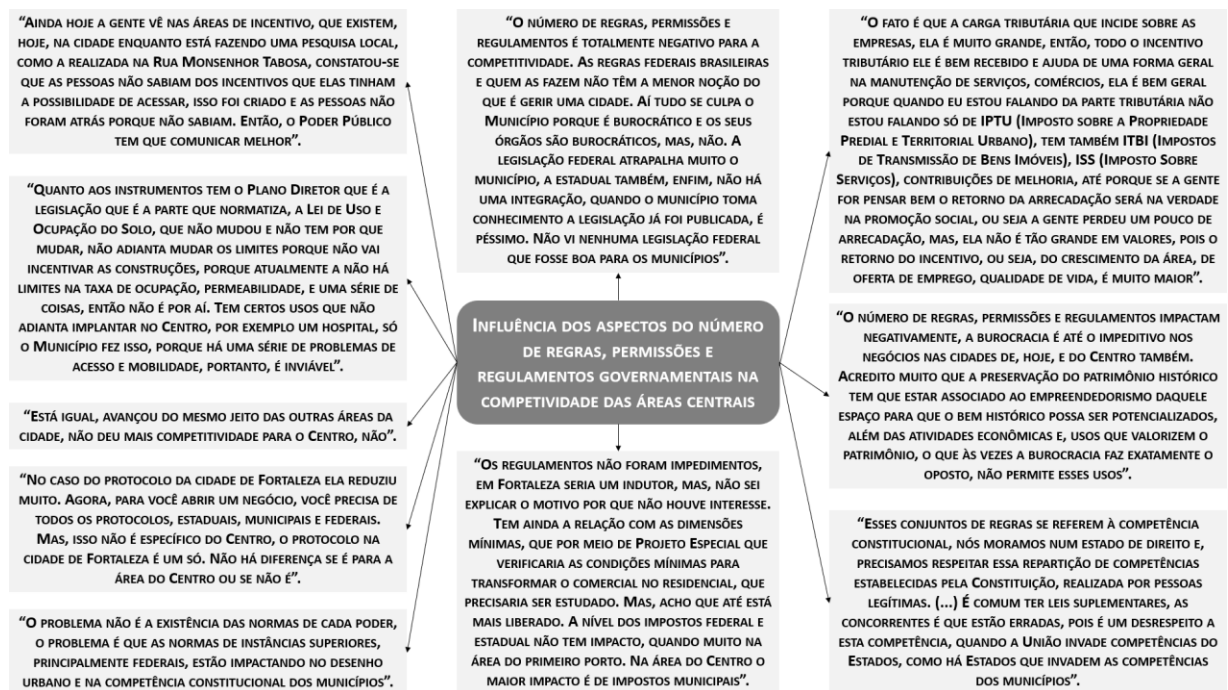 “AINDA HOJE A GENTE VÊ NAS ÁREAS DE INCENTIVO, QUE EXISTEM,
HOJE, NA CIDADE ENQUANTO ESTÁ FAZENDO UMA PESQUISA LOCAL,
COMO A REALIZADA NA RUA MONSENHOR TABOSA, CONSTATOU-SE
QUE AS PESSOAS NÃO SABIAM DOS INCENTIVOS QUE ELAS TINHAM
A POSSIBILIDADE DE ACESSAR, ISSO FOI CRIADO E AS PESSOAS NÃO
FORAM ATRÁS PORQUE NÃO SABIAM. ENTÃO, O PODER PÚBLICO
TEM QUE COMUNICAR MELHOR”.
“QUANTO AOS INSTRUMENTOS TEM O PLANO DIRETOR QUE É A
LEGISLAÇÃO QUE É A PARTE QUE NORMATIZA, A LEI DE USO E
OCUPAÇÃO DO SOLO, QUE NÃO MUDOU E NÃO TEM POR QUE
MUDAR, NÃO ADIANTA MUDAR OS LIMITES PORQUE NÃO VAI
INCENTIVAR AS CONSTRUÇÕES, PORQUE ATUALMENTE A NÃO HÁ
LIMITES NA TAXA DE OCUPAÇÃO, PERMEABILIDADE, E UMA SÉRIE DE
COISAS, ENTÃO NÃO É POR AÍ. TEM CERTOS USOS QUE NÃO
ADIANTA IMPLANTAR NO CENTRO, POR EXEMPLO UM HOSPITAL, SÓ
O MUNICÍPIO FEZ ISSO, PORQUE HÁ UMA SÉRIE DE PROBLEMAS DE
ACESSO E MOBILIDADE, PORTANTO, É INVIÁVEL”.
“ESTÁ IGUAL, AVANÇOU DO MESMO JEITO DAS OUTRAS ÁREAS DA
CIDADE, NÃO DEU MAIS COMPETITIVIDADE PARA O CENTRO, NÃO”.
“NO CASO DO PROTOCOLO DA CIDADE DE FORTALEZA ELA REDUZIU
MUITO. AGORA, PARA VOCÊ ABRIR UM NEGÓCIO, VOCÊ PRECISA DE
TODOS OS PROTOCOLOS, ESTADUAIS, MUNICIPAIS E FEDERAIS.
MAS, ISSO NÃO É ESPECÍFICO DO CENTRO, O PROTOCOLO NA
CIDADE DE FORTALEZA É UM SÓ. NÃO HÁ DIFERENÇA SE É PARA A
ÁREA DO CENTRO OU SE NÃO É”.
“O PROBLEMA NÃO É A EXISTÊNCIA DAS NORMAS DE CADA PODER,
O PROBLEMA É QUE AS NORMAS DE INSTÂNCIAS SUPERIORES,
PRINCIPALMENTE FEDERAIS, ESTÃO IMPACTANDO NO DESENHO
URBANO E NA COMPETÊNCIA CONSTITUCIONAL DOS MUNICÍPIOS”.
“O NÚMERO DE REGRAS, PERMISSÕES E
REGULAMENTOS É TOTALMENTE NEGATIVO PARA A
COMPETITIVIDADE. AS REGRAS FEDERAIS BRASILEIRAS
E QUEM AS FAZEM NÃO TÊM A MENOR NOÇÃO DO
QUE É GERIR UMA CIDADE. AÍ TUDO SE CULPA O
MUNICÍPIO PORQUE É BUROCRÁTICO E OS SEUS
ÓRGÃOS SÃO BUROCRÁTICOS, MAS, NÃO. A
LEGISLAÇÃO FEDERAL ATRAPALHA MUITO O
MUNICÍPIO, A ESTADUAL TAMBÉM, ENFIM, NÃO HÁ
UMA INTEGRAÇÃO, QUANDO O MUNICÍPIO TOMA
CONHECIMENTO A LEGISLAÇÃO JÁ FOI PUBLICADA, É
PÉSSIMO. NÃO VI NENHUMA LEGISLAÇÃO FEDERAL
QUE FOSSE BOA PARA OS MUNICÍPIOS”.
INFLUÊNCIA DOS ASPECTOS DO NÚMERO
DE REGRAS, PERMISSÕES E
REGULAMENTOS GOVERNAMENTAIS NA
COMPETIVIDADE DAS ÁREAS CENTRAIS
“OS REGULAMENTOS NÃO FORAM IMPEDIMENTOS,
EM FORTALEZA SERIA UM INDUTOR, MAS, NÃO SEI
EXPLICAR O MOTIVO POR QUE NÃO HOUVE INTERESSE.
TEM AINDA A RELAÇÃO COM AS DIMENSÕES
MÍNIMAS, QUE POR MEIO DE PROJETO ESPECIAL QUE
VERIFICARIA AS CONDIÇÕES MÍNIMAS PARA
TRANSFORMAR O COMERCIAL NO RESIDENCIAL, QUE
PRECISARIA SER ESTUDADO. MAS, ACHO QUE ATÉ ESTÁ
MAIS LIBERADO. A NÍVEL DOS IMPOSTOS FEDERAL E
ESTADUAL NÃO TEM IMPACTO, QUANDO MUITO NA
ÁREA DO PRIMEIRO PORTO. NA ÁREA DO CENTRO O
MAIOR IMPACTO É DE IMPOSTOS MUNICIPAIS”.
“O FATO É QUE A CARGA TRIBUTÁRIA QUE INCIDE SOBRE AS
EMPRESAS, ELA É MUITO GRANDE, ENTÃO, TODO O INCENTIVO
TRIBUTÁRIO ELE É BEM RECEBIDO E AJUDA DE UMA FORMA GERAL
NA MANUTENÇÃO DE SERVIÇOS, COMÉRCIOS, ELA É BEM GERAL
PORQUE QUANDO EU ESTOU FALANDO DA PARTE TRIBUTÁRIA NÃO
ESTOU FALANDO SÓ DE IPTU (IMPOSTO SOBRE A PROPRIEDADE
PREDIAL E TERRITORIAL URBANO), TEM TAMBÉM ITBI (IMPOSTOS
DE TRANSMISSÃO DE BENS IMÓVEIS), ISS (IMPOSTO SOBRE
SERVIÇOS), CONTRIBUIÇÕES DE MELHORIA, ATÉ PORQUE SE A GENTE
FOR PENSAR BEM O RETORNO DA ARRECADAÇÃO SERÁ NA VERDADE
NA PROMOÇÃO SOCIAL, OU SEJA A GENTE PERDEU UM POUCO DE
ARRECADAÇÃO, MAS, ELA NÃO É TÃO GRANDE EM VALORES, POIS O
RETORNO DO INCENTIVO, OU SEJA, DO CRESCIMENTO DA ÁREA, DE
OFERTA DE EMPREGO, QUALIDADE DE VIDA, É MUITO MAIOR”.
“O NÚMERO DE REGRAS, PERMISSÕES E REGULAMENTOS IMPACTAM
NEGATIVAMENTE, A BUROCRACIA É ATÉ O IMPEDITIVO NOS
NEGÓCIOS NAS CIDADES DE, HOJE, E DO CENTRO TAMBÉM.
ACREDITO MUITO QUE A PRESERVAÇÃO DO PATRIMÔNIO HISTÓRICO
TEM QUE ESTAR ASSOCIADO AO EMPREENDEDORISMO DAQUELE
ESPAÇO PARA QUE O BEM HISTÓRICO POSSA SER POTENCIALIZADOS,
ALÉM DAS ATIVIDADES ECONÔMICAS E, USOS QUE VALORIZEM O
PATRIMÔNIO, O QUE ÀS VEZES A BUROCRACIA FAZ EXATAMENTE O
OPOSTO, NÃO PERMITE ESSES USOS”.
“ESSES CONJUNTOS DE REGRAS SE REFEREM À COMPETÊNCIA
CONSTITUCIONAL, NÓS MORAMOS NUM ESTADO DE DIREITO E,
PRECISAMOS RESPEITAR ESSA REPARTIÇÃO DE COMPETÊNCIAS
ESTABELECIDAS PELA CONSTITUIÇÃO, REALIZADA POR PESSOAS
LEGÍTIMAS. (...) É COMUM TER LEIS SUPLEMENTARES, AS
CONCORRENTES É QUE ESTÃO ERRADAS, POIS É UM DESRESPEITO A
ESTA COMPETÊNCIA, QUANDO A UNIÃO INVADE COMPETÊNCIAS DO
ESTADOS, COMO HÁ ESTADOS QUE INVADEM AS COMPETÊNCIAS
DOS MUNICÍPIOS”.